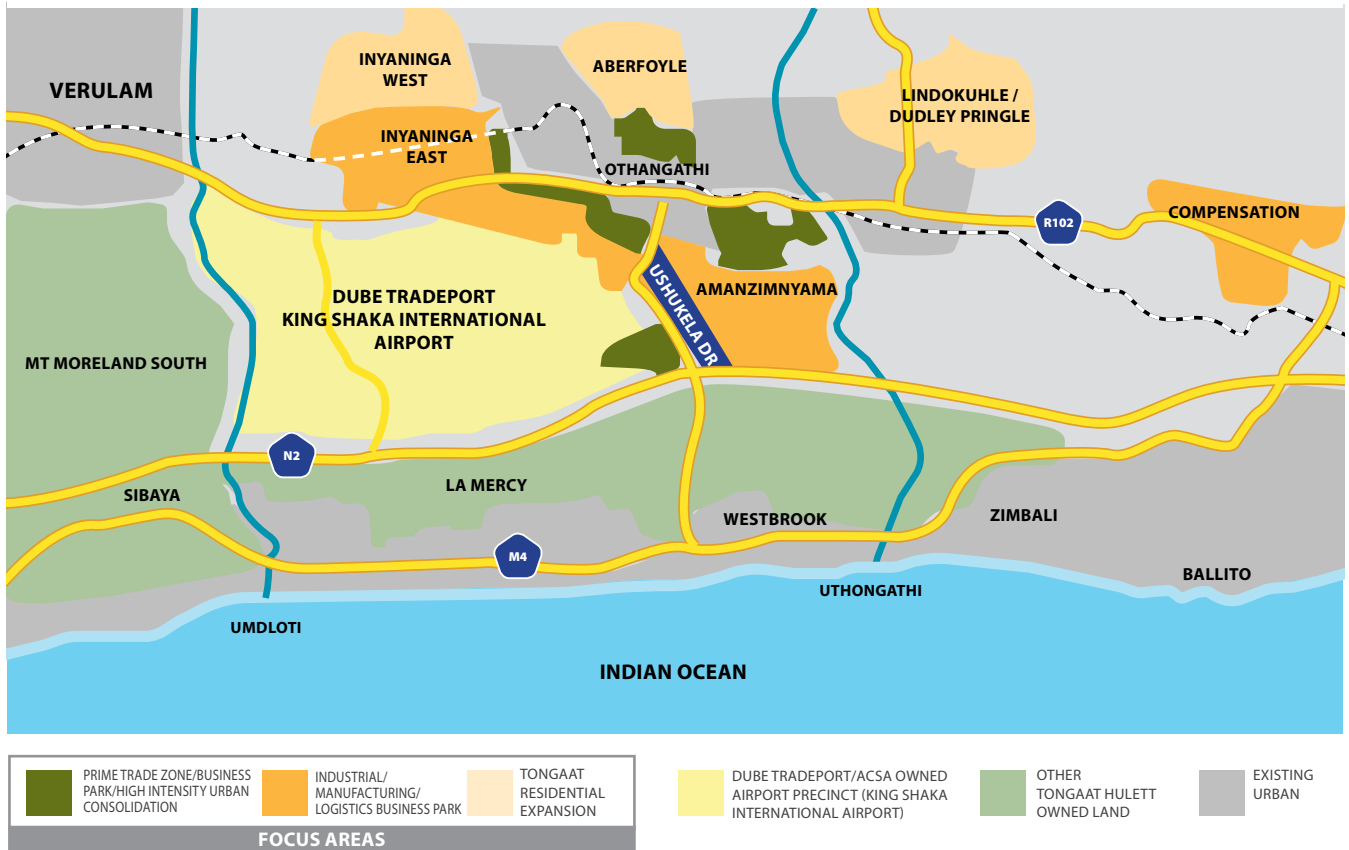 VERULAM
INYANINGA
WEST
ABERFOYLE
LINDOKUHLE /
DUDLEY PRINGLE
INYANINGA
EAST
OTHANGATHI
R102
COMPENSATION
USHUKELA DR
AMANZIMNYAMA
DUBE TRADEPORT
KING SHAKA INTERNATIONAL
AIRPORT
MT MORELAND SOUTH
N2
SIBAYA
LA MERCY
WESTBROOK
ZIMBALI
M4
BALLITO
UTHONGATHI
UMDLOTI
INDIAN OCEAN
PRIME TRADE ZONE/BUSINESS
PARK/HIGH INTENSITY URBAN
CONSOLIDATION
INDUSTRIAL/
MANUFACTURING/
LOGISTICS BUSINESS PARK
TONGAAT
RESIDENTIAL
EXPANSION
FOCUS AREAS
DUBE TRADEPORT/ACSA OWNED
AIRPORT PRECINCT (KING SHAKA
INTERNATIONAL AIRPORT)
OTHER
TONGAAT HULETT
OWNED LAND
EXISTING
URBAN